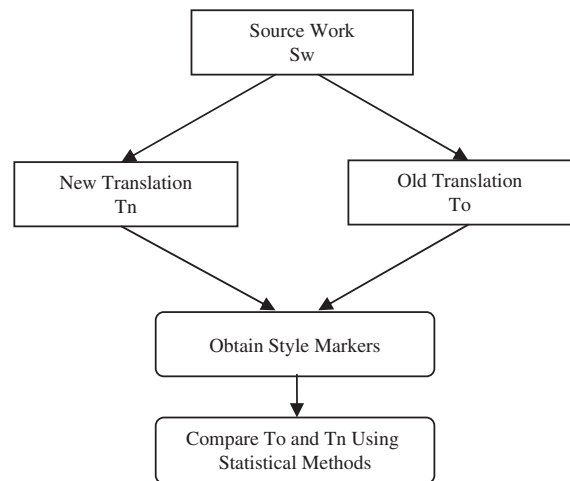 Source Work
Sw
New Translation
Tn
Old Translation
To
Obtain Style Markers
Compare To and Tn Using
Statistical Methods